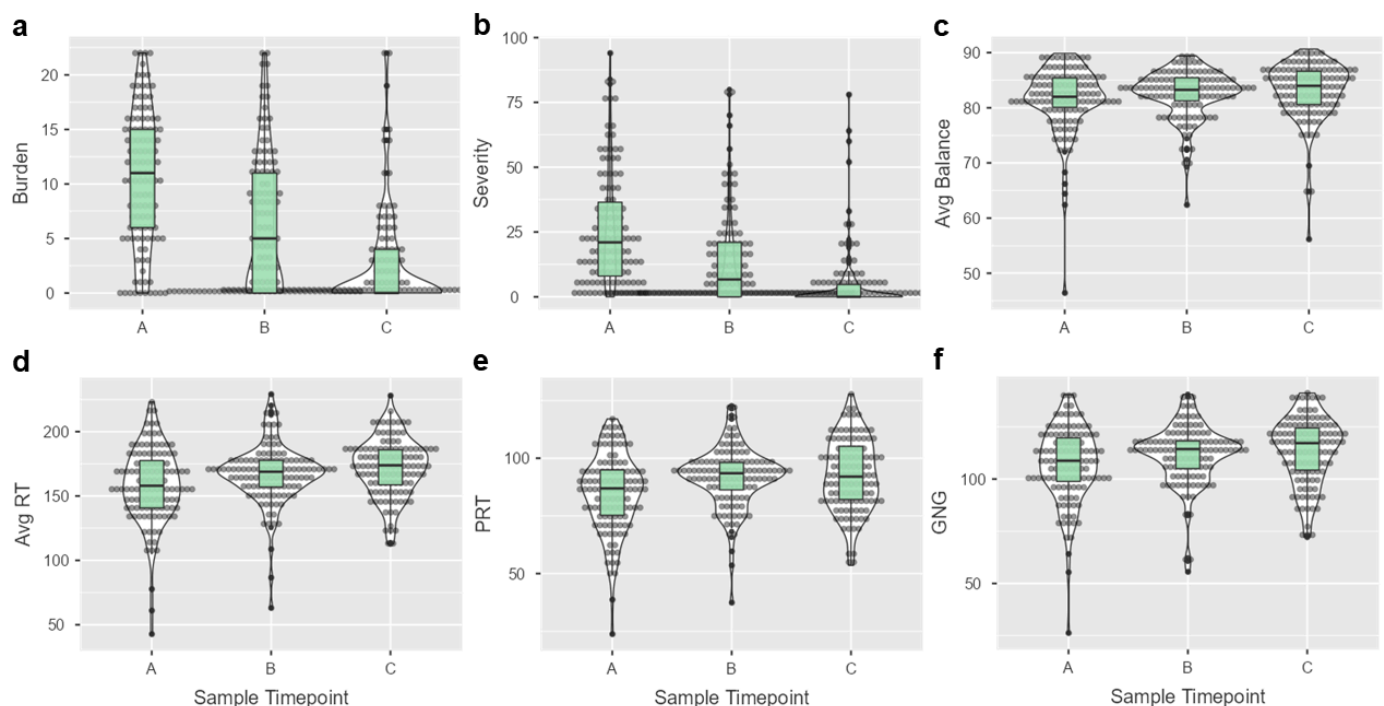 a
Burden
20
15
10
5
0
A B C
b
Severity
100
75
50
25
0
A B C
c
Avg Balance
90
80
70
60
50
A B C
d
Avg RT
200
150
100
50
A B C
Sample Timepoint
e
PRT
100
50
A B C
Sample Timepoint
f
GNG
100
50
A B C
Sample Timepoint